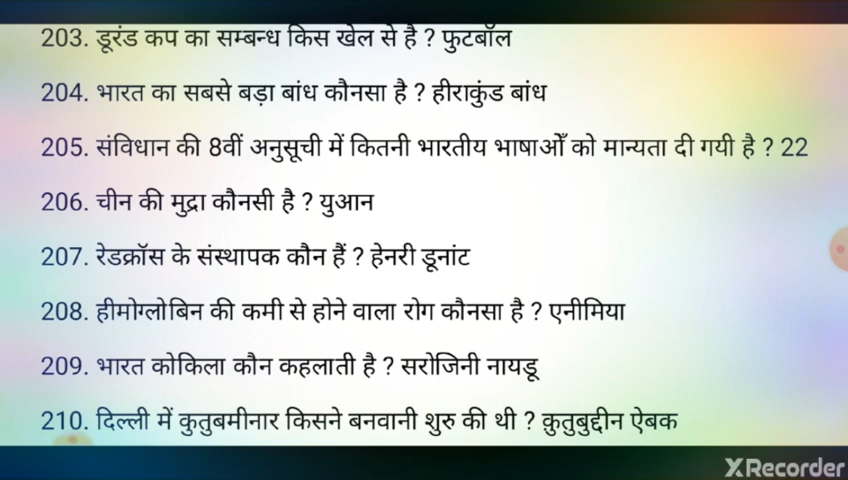 203. डूरंड कप का सम्बन्ध किस खेल से है ? फुटबॉल
204. भारत का सबसे बड़ा बांध कौनसा है ? हीराकुंड बांध
205. संविधान की 8वीं अनुसूची में कितनी भारतीय भाषाओँ को मान्यता दी गयी है ? 22
206. चीन की मुद्रा कौनसी है ? युआन
207. रेडक्रॉस के संस्थापक कौन हैं ? हेनरी डूनांट
208. हीमोग्लोबिन की कमी से होने वाला रोग कौनसा है ? एनीमिया
209. भारत कोकिला कौन कहलाती है ? सरोजिनी नायडू
210. दिल्ली में कुतुबमीनार किसने बनवानी शुरु की थी ? क़ुतुबुद्दीन ऐबक
XRecorder